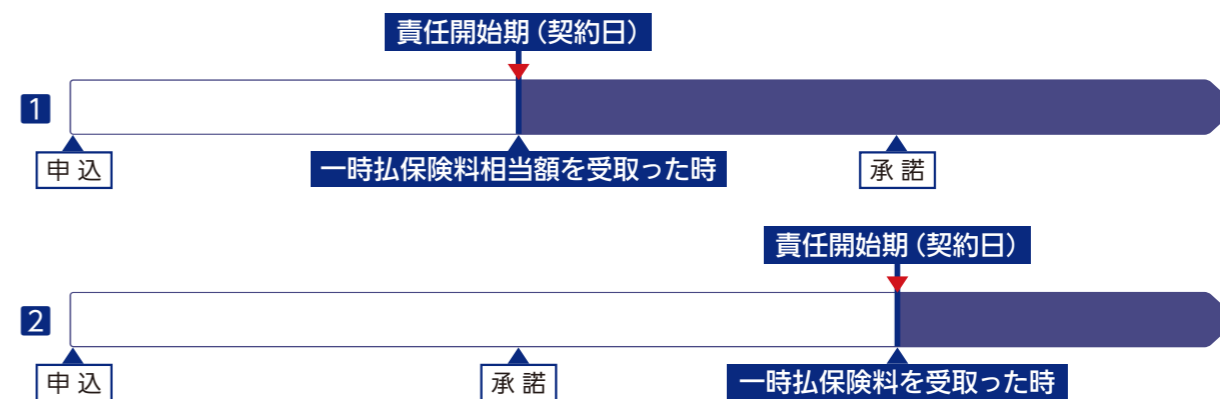 責任開始期（契約日）
1
申込
一時払保険料相当額を受取った時
承諾
責任開始期（契約日）
2
申込
承諾
一時払保険料を受取った時